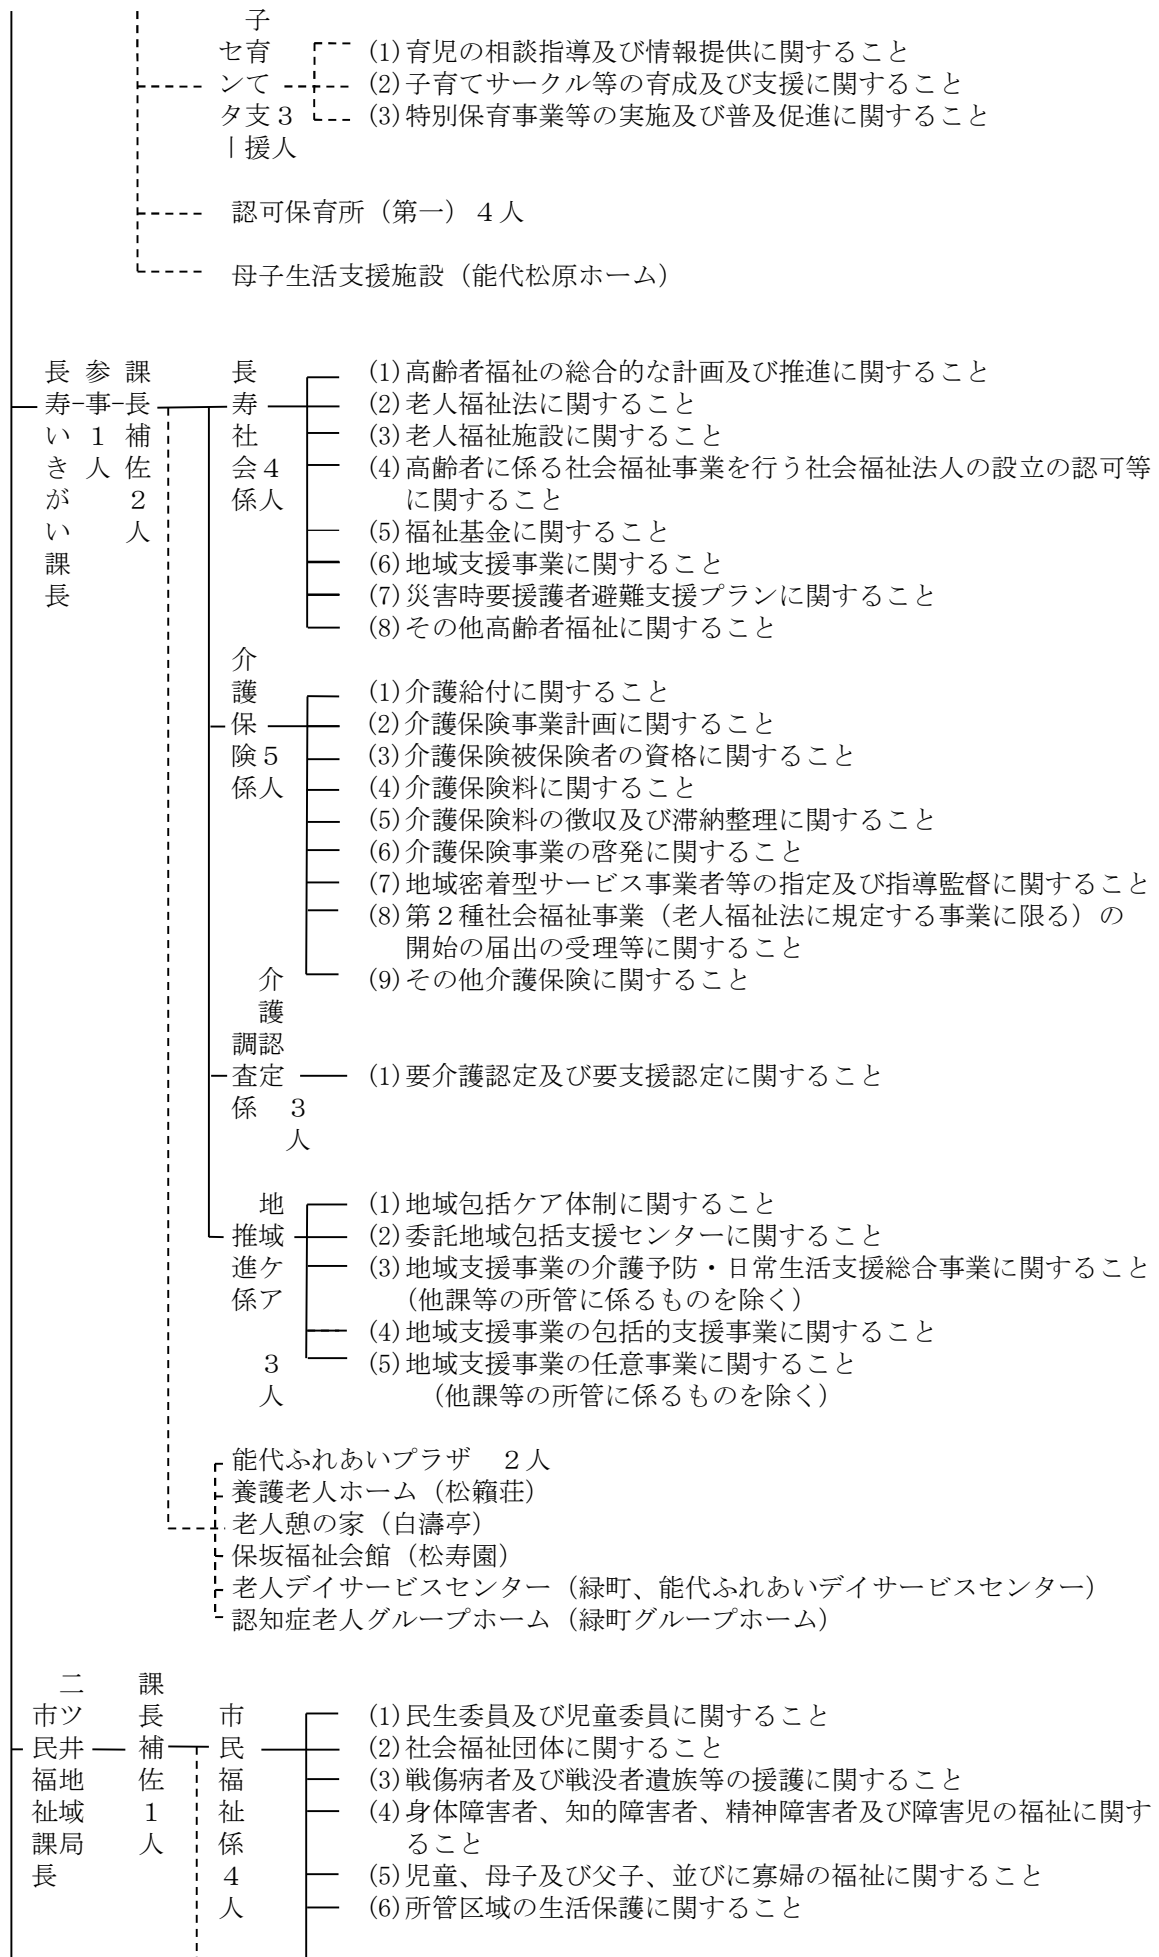 子育て支援センター ３人
(1)育児の相談指導及び情報提供に関すること
(2)子育てサークル等の育成及び支援に関すること
(3)特別保育事業等の実施及び普及促進に関すること
認可保育所（第一）４人
母子生活支援施設（能代松原ホーム）
長寿いきがい課長
参事１人
課長補佐２人
長寿社会係 ４人
(1)高齢者福祉の総合的な計画及び推進に関すること
(2)老人福祉法に関すること
(3)老人福祉施設に関すること
(4)高齢者に係る社会福祉事業を行う社会福祉法人の設立の認可等
に関すること
(5)福祉基金に関すること
(6)地域支援事業に関すること
(7)災害時要援護者避難支援プランに関すること
(8)その他高齢者福祉に関すること
介護保険係 ５人
(1)介護給付に関すること
(2)介護保険事業計画に関すること
(3)介護保険被保険者の資格に関すること
(4)介護保険料に関すること
(5)介護保険料の徴収及び滞納整理に関すること
(6)介護保険事業の啓発に関すること
(7)地域密着型サービス事業者等の指定及び指導監督に関すること
(8)第２種社会福祉事業（老人福祉法に規定する事業に限る）の
開始の届出の受理等に関すること
(9)その他介護保険に関すること
介護認定調査係 ３人
(1)要介護認定及び要支援認定に関すること
地域ケア推進係 ３人
(1)地域包括ケア体制に関すること
(2)委託地域包括支援センターに関すること
(3)地域支援事業の介護予防・日常生活支援総合事業に関すること
（他課等の所管に係るものを除く）
(4)地域支援事業の包括的支援事業に関すること
(5)地域支援事業の任意事業に関すること
（他課等の所管に係るものを除く）
能代ふれあいプラザ　２人
養護老人ホーム（松籟荘）
老人憩の家（白濤亭）
保坂福祉会館（松寿園）
老人デイサービスセンター（緑町、能代ふれあいデイサービスセンター）
認知症老人グループホーム（緑町グループホーム）
二ツ井地域局市民福祉課長
課長補佐１人
市民福祉係４人
(1)民生委員及び児童委員に関すること
(2)社会福祉団体に関すること
(3)戦傷病者及び戦没者遺族等の援護に関すること
(4)身体障害者、知的障害者、精神障害者及び障害児の福祉に関す
ること
(5)児童、母子及び父子、並びに寡婦の福祉に関すること
(6)所管区域の生活保護に関すること